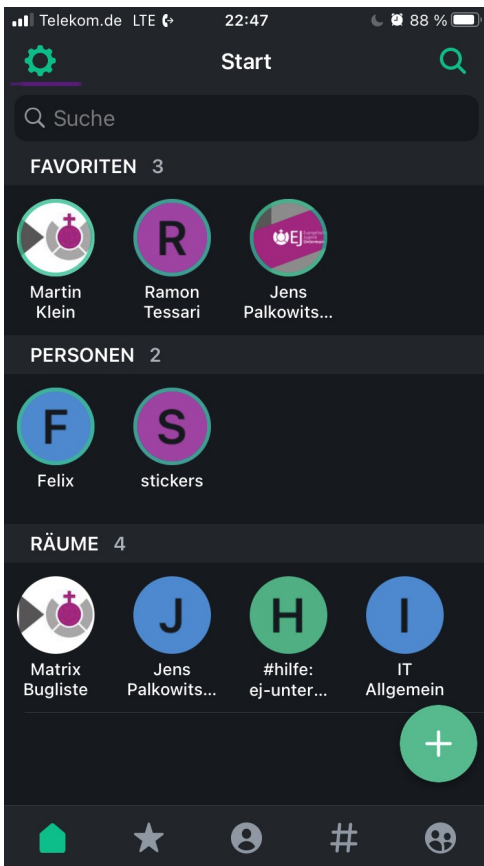 Telekom.de LTE 22:47 88 %
Start
Suche
FAVORITEN 3
R
EJ
Martin Klein
Ramon Tessari
Jens Palkowits...
PERSONEN 2
F
S
Felix
stickers
RÄUME 4
J
H
I
Matrix Bugliste
Jens Palkowits...
#hilfe: ej-unter...
IT Allgemein